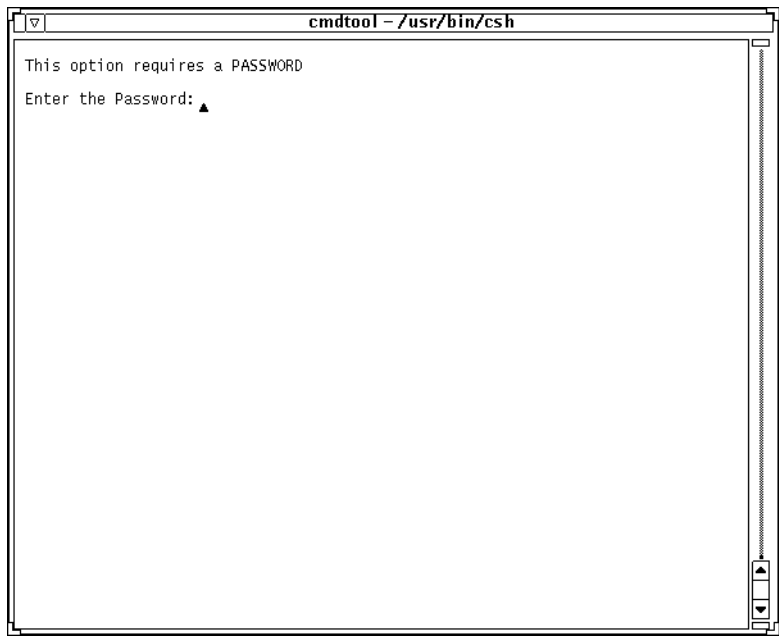 cmdtool - /usr/bin/csh
This option requires a PASSWORD
Enter the Password: